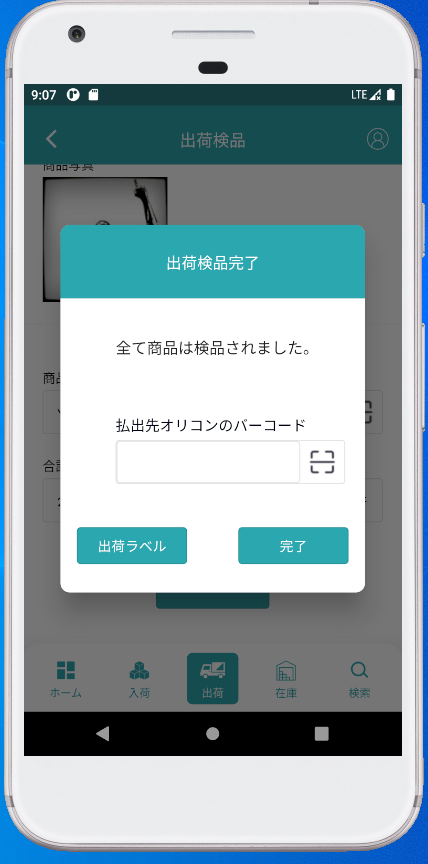 9:07
LTE
出荷検品
商品写真
出荷検品完了
全て商品は検品されました。
払出先オリコンのバーコード
出荷ラベル
完了
ホーム
入荷
出荷
在庫
検索